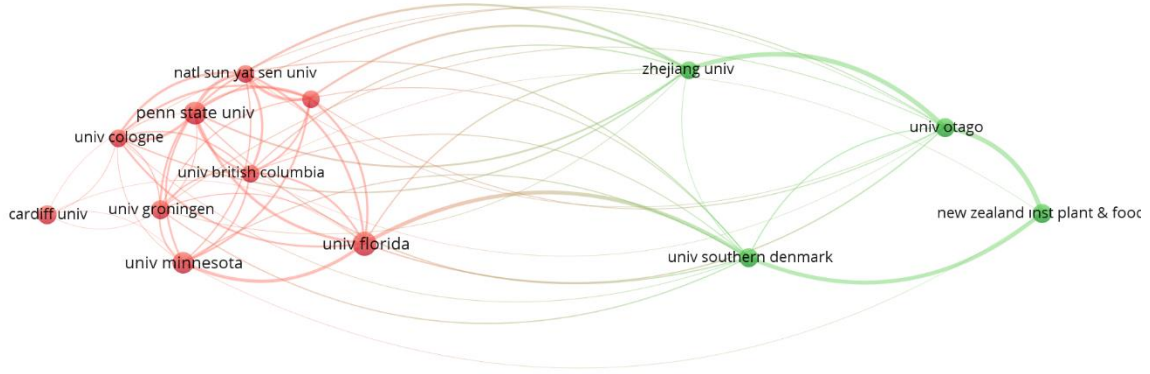 zhejiang univ
natl sun yat sen univ
penn state univ
univ otago
univ cologne
univ british columbia
cardiff univ
univ groningen
new zealand ınst plant & food
univ florida
univ southern denmark
univ minnesota